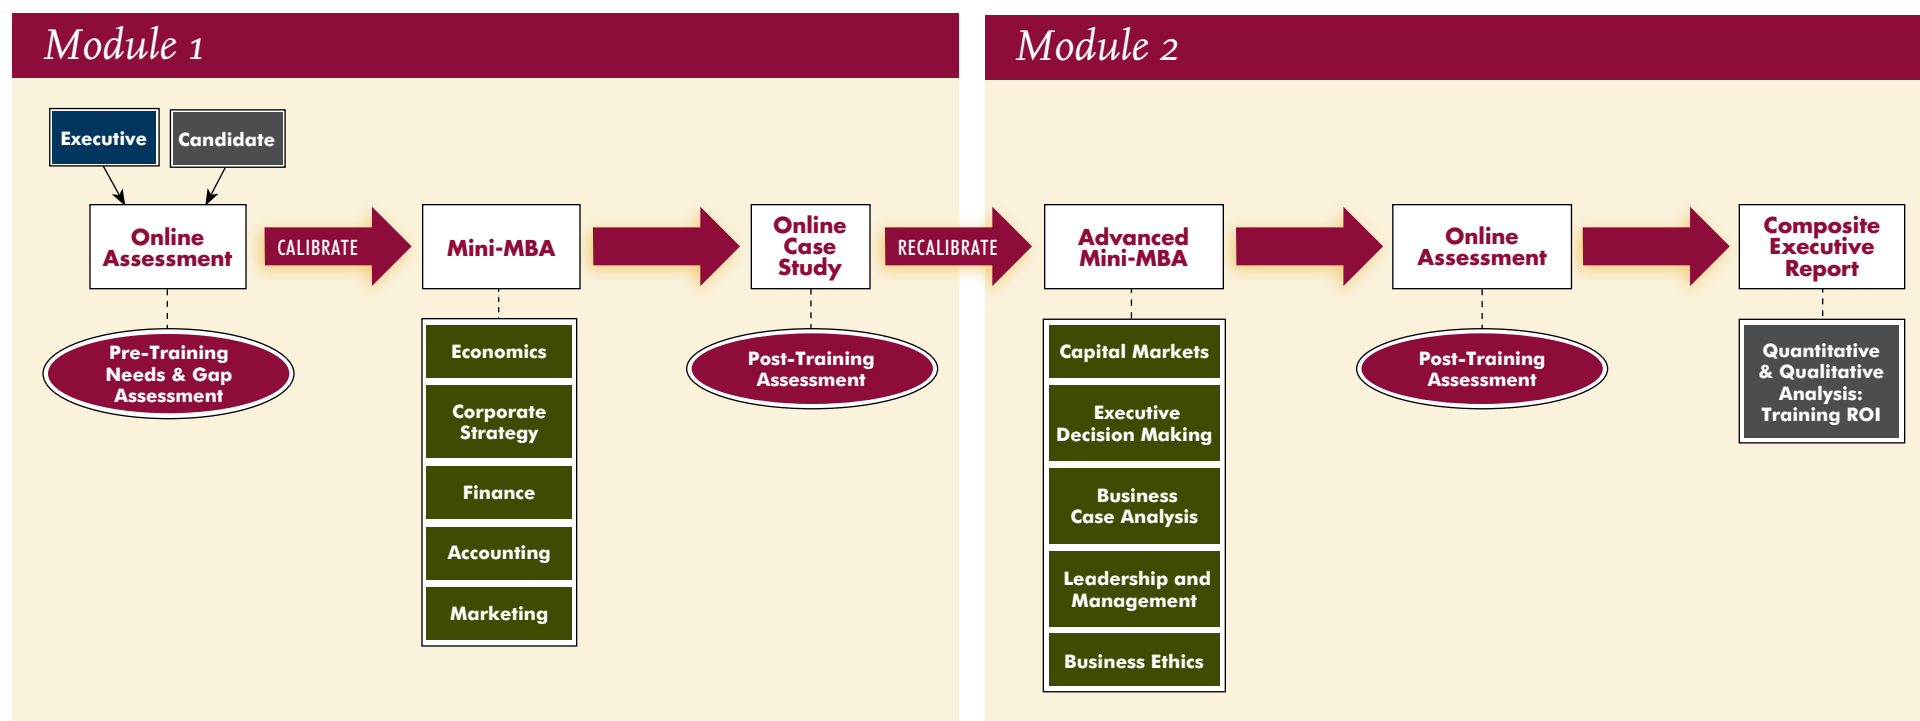 Module 1
Executive
Candidate
Online
Assessment
CALIBRATE
Mini-MBA
Online
Case
Study
RECALIBRATE
Pre-Training
Needs & Gap
Assessment
Economics
Corporate
Strategy
Finance
Accounting
Marketing
Post-Training
Assessment
Module 2
Advanced
Mini-MBA
Online
Assessment
Composite
Executive
Report
Capital Markets
Executive
Decision Making
Business
Case Analysis
Leadership and
Management
Business Ethics
Post-Training
Assessment
Quantitative
& Qualitative
Analysis:
Training ROI